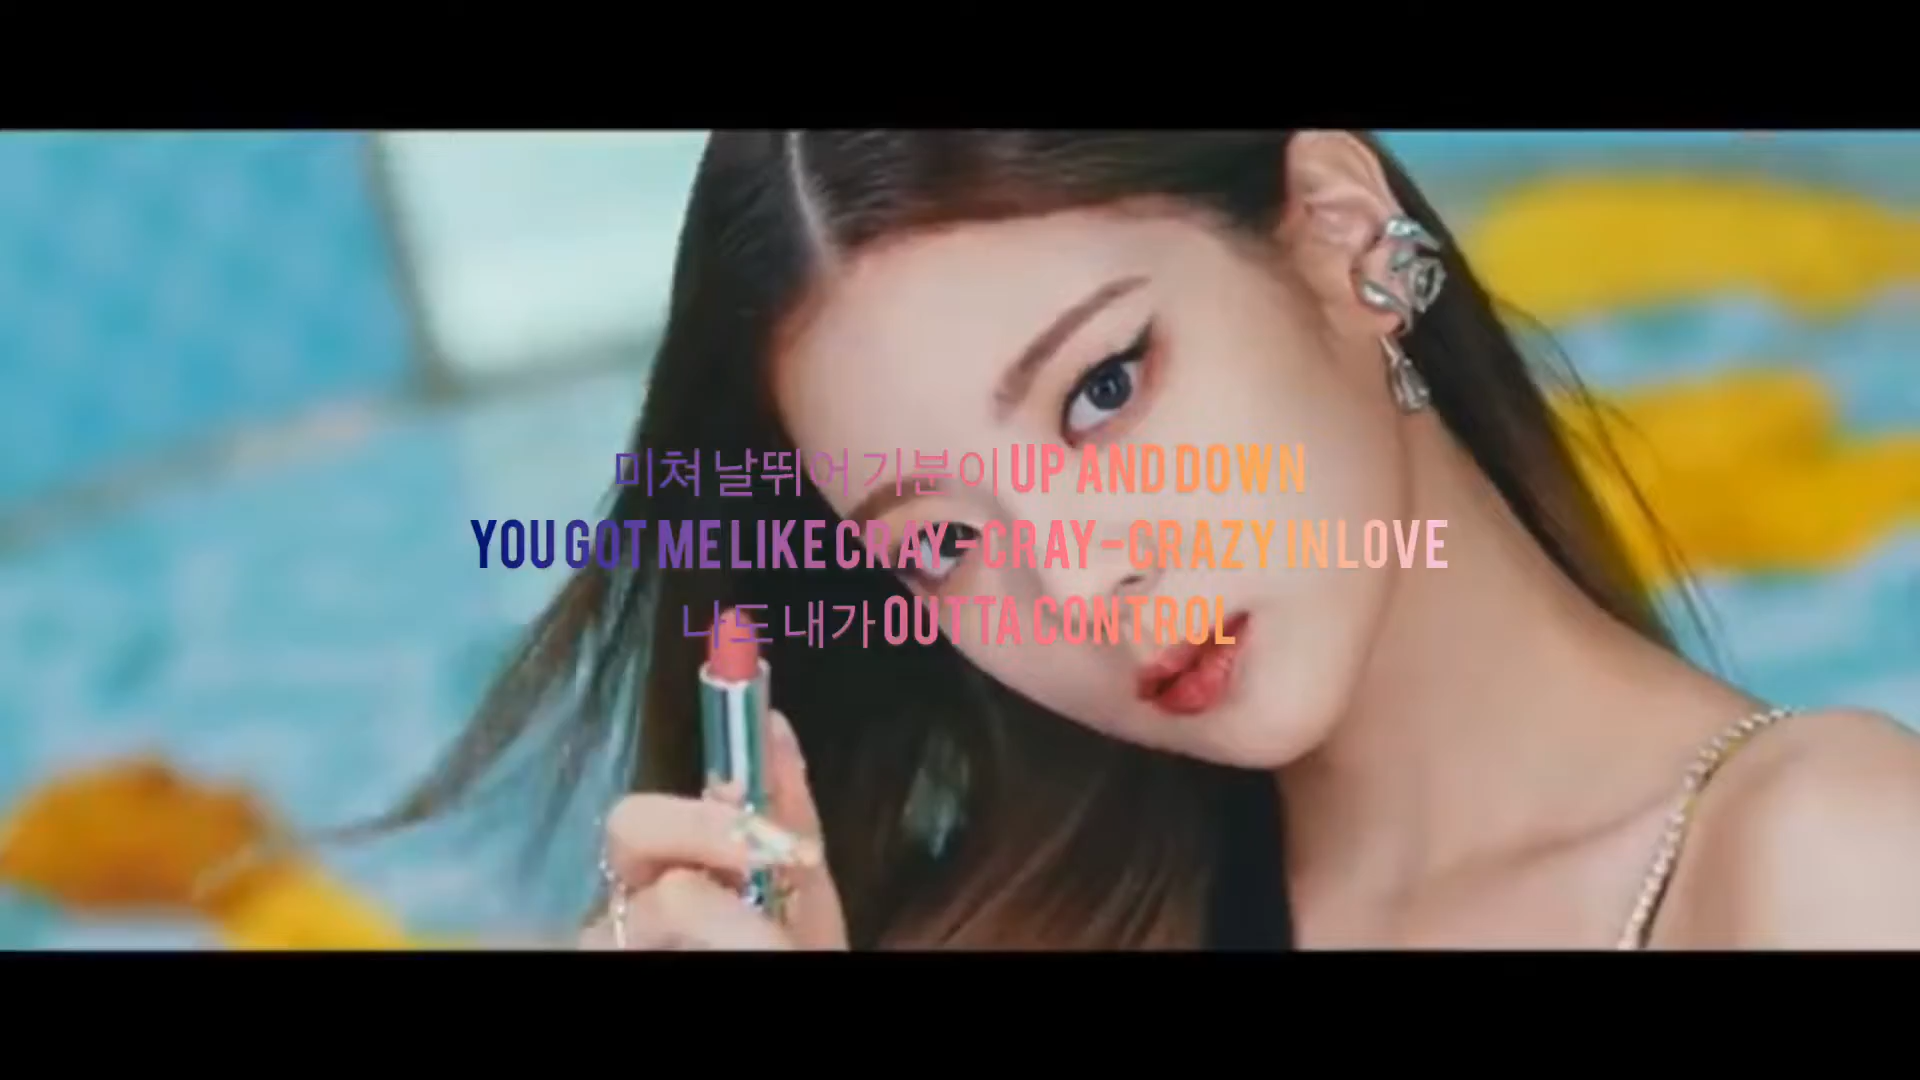 미쳐 날뛰어 기분이 UP AND DOWN
YOU GOT ME LIKE CRAY-CRAY-CRAZY IN LOVE
나도 내가 OUTTA CONTROL